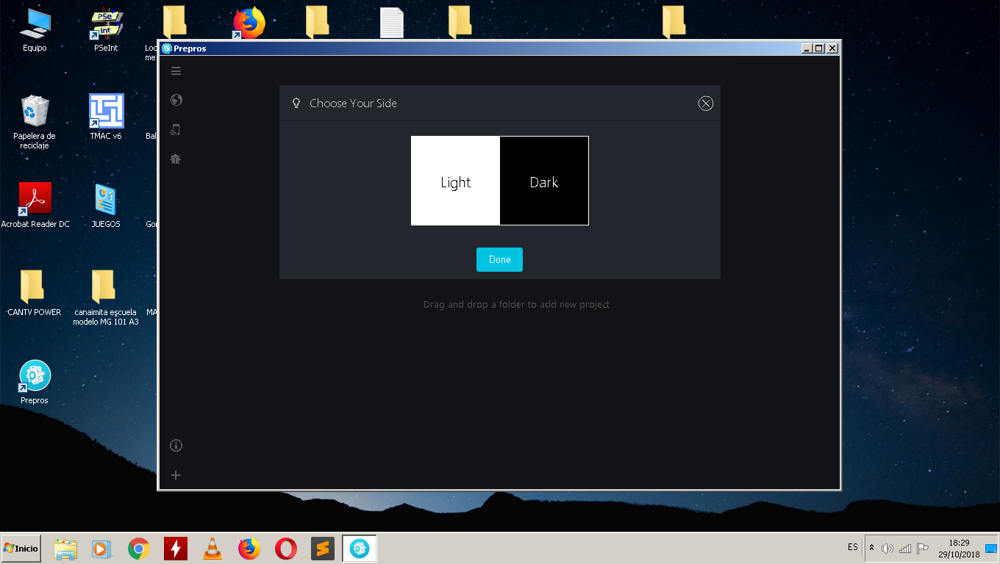 Equipo
PSe
Int
PSeInt
Loc
me
Prepros
Choose Your Side
Light
Dark
Done
Drag and drop a folder to add new project
Papelera de
reciclaje
TMAC v6
Bal
Acrobat Reader DC
JUEGOS
Gor
CANTV POWER
canaimita escuela
modelo MG 101 A3
MA
Prepros
Inicio
ES
18:29
29/10/2018